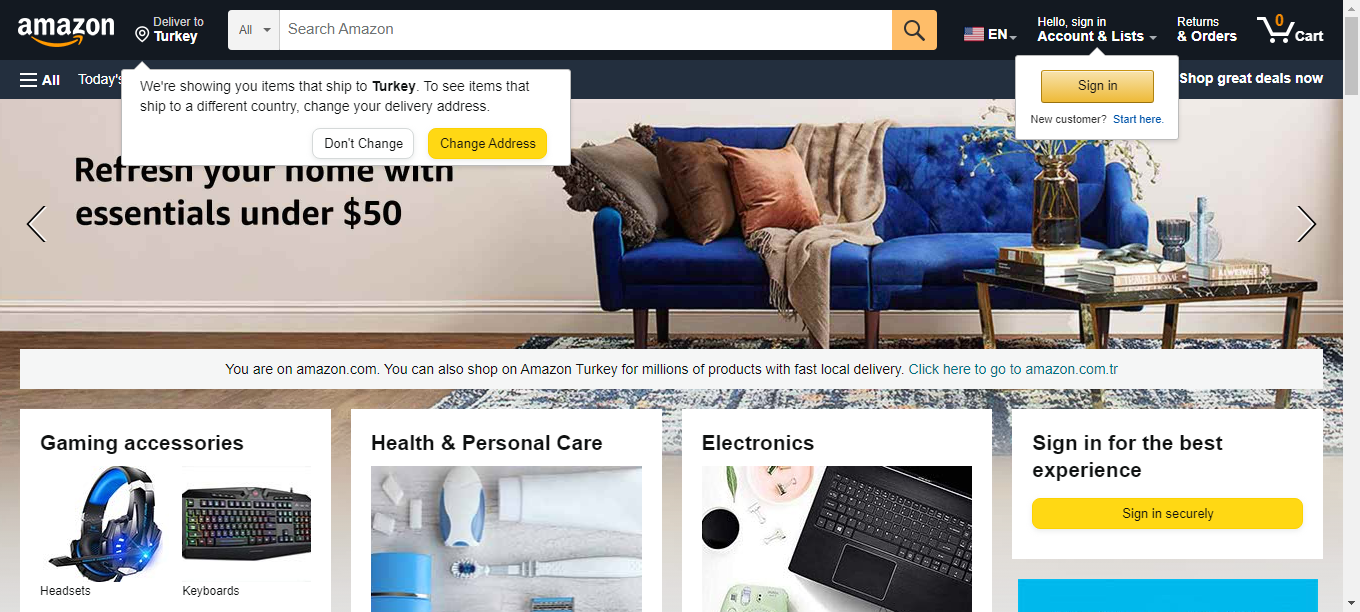 amazon
Deliver to
Turkey
All
Search Amazon
EN
Hello, sign in
Account & Lists
Returns
& Orders
0
Cart
All
Today's
Shop great deals now
We're showing you items that ship to Turkey. To see items that
ship to a different country, change your delivery address.
Don't Change
Change Address
Sign in
New customer? Start here.
Refresh your home with
essentials under $50
You are on amazon.com. You can also shop on Amazon Turkey for millions of products with fast local delivery. Click here to go to amazon.com.tr
Gaming accessories
Headsets
Keyboards
Health & Personal Care
Electronics
Sign in for the best
experience
Sign in securely